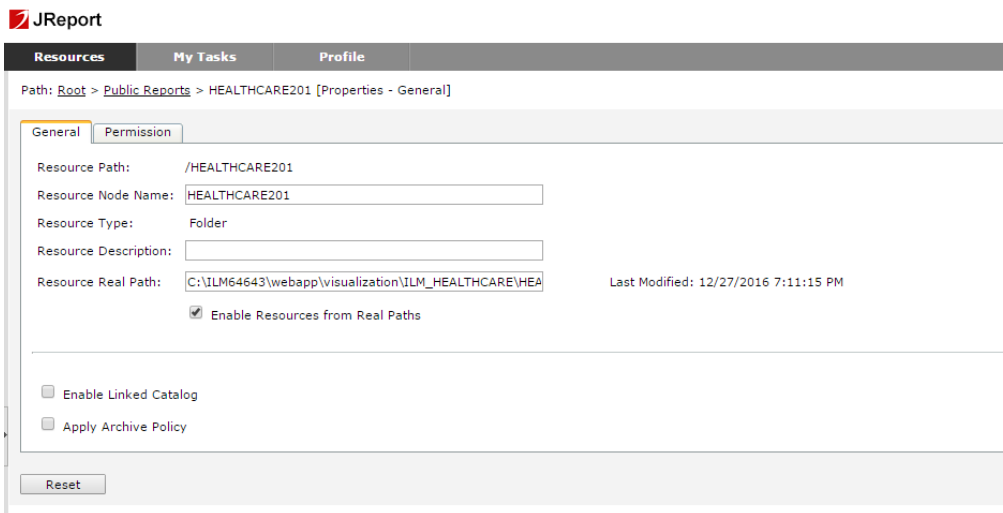 JReport
Resources My Tasks Profile
Path: Root > Public Reports > HEALTHCARE201 [Properties - General]
General Permission
Resource Path: /HEALTHCARE201
Resource Node Name: HEALTHCARE201
Resource Type: Folder
Resource Description:
Resource Real Path: C:\ILM64643\webapp\visualization\ILM_HEALTHCARE\HEA Last Modified: 12/27/2016 7:11:15 PM
Enable Resources from Real Paths
Enable Linked Catalog
Apply Archive Policy
Reset